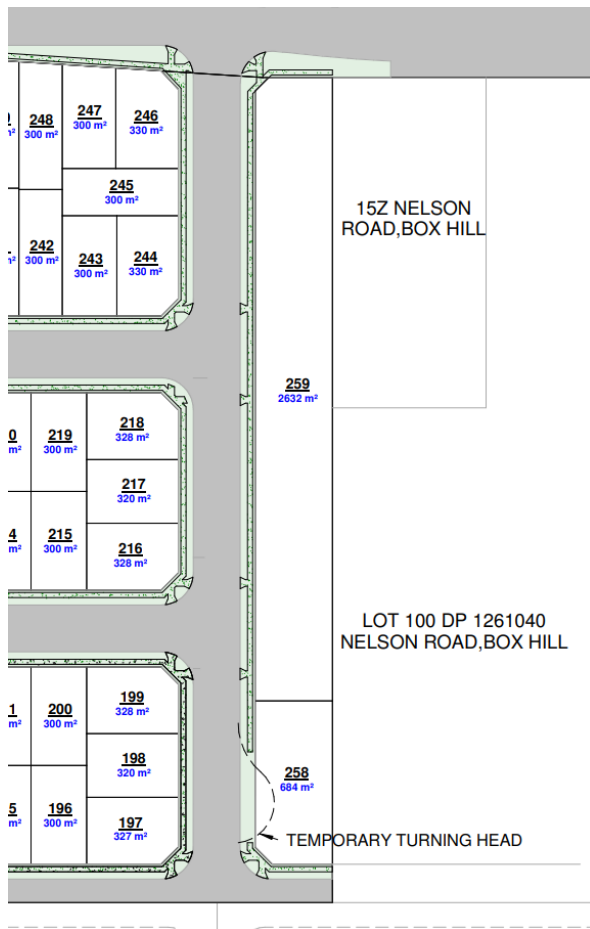 247
300 m²
246
330 m²
248
300 m²
245
300 m²
15Z NELSON
ROAD,BOX HILL
242
300 m²
243
300 m²
244
330 m²
259
2632 m²
219
300 m²
218
328 m²
217
320 m²
215
300 m²
216
328 m²
LOT 100 DP 1261040
NELSON ROAD,BOX HILL
200
300 m²
199
328 m²
198
320 m²
258
684 m²
196
300 m²
197
327 m²
TEMPORARY TURNING HEAD